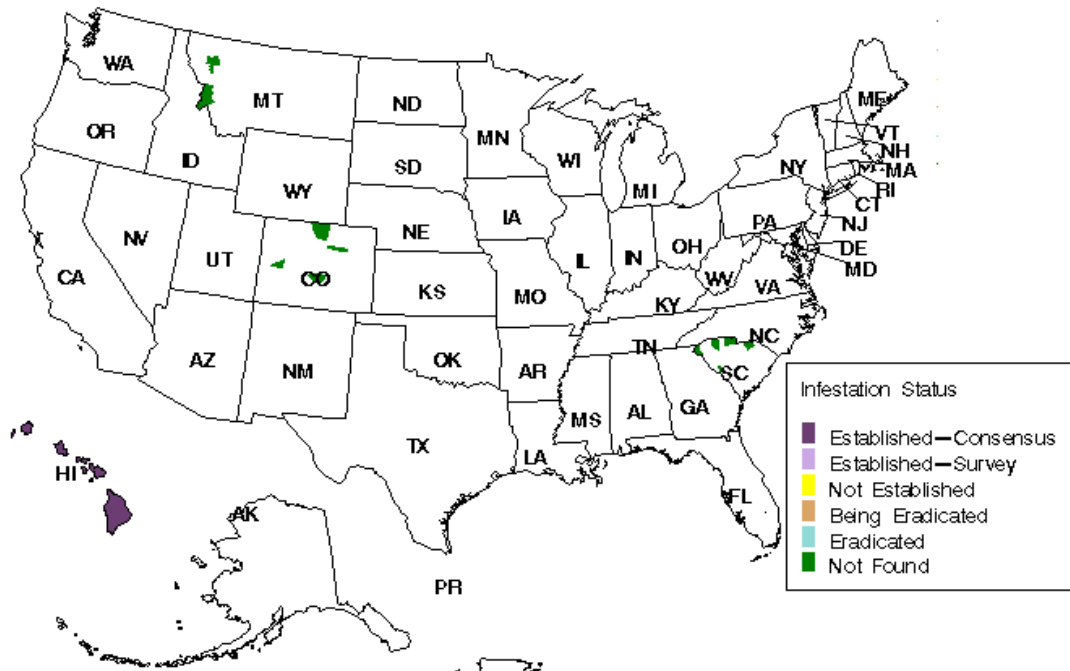 WA
MT
ND
MN
ME
VT
NH
MA
RI
CT
NY
OR
ID
SD
WI
MI
WY
IA
PA
NJ
NV
UT
CO
NE
IL
IN
OH
DE
MD
WV
VA
CA
KS
MO
KY
NC
AZ
NM
OK
AR
TN
SC
MS
AL
GA
TX
LA
FL
HI
AK
PR
Infestation Status
Established—Consensus
Established—Survey
Not Established
Being Eradicated
Eradicated
Not Found